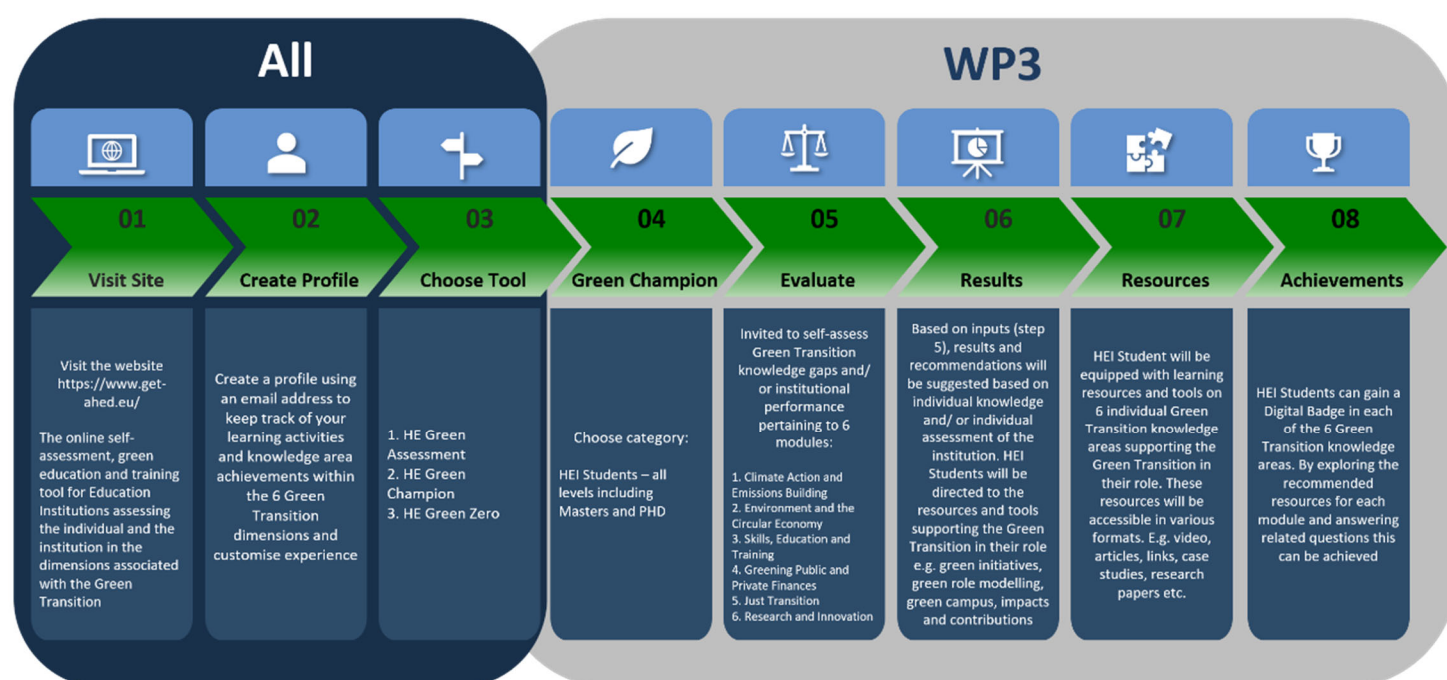 All
WP3
01
Visit Site
02
Create Profile
03
Choose Tool
04
Green Champion
05
Evaluate
06
Results
07
Resources
08
Achievements
Visit the website
https://www.get-
ahed.eu/
The online self-
assessment, green
education and training
tool for Education
Institutions assessing
the individual and the
institution in the
dimensions associated
with the Green
Transition
Create a profile using
an email address to
keep track of your
learning activities
and knowledge area
achievements within
the 6 Green
Transition
dimensions and
customise experience
1. HE Green
Assessment
2. HE Green
Champion
3. HE Green Zero
Choose category:
HEI Students – all
levels including
Masters and PHD
Invited to self-assess
Green Transition
knowledge gaps and/
or institutional
performance
pertaining to 6
modules:
1. Climate Action and
Emissions Building
2. Environment and the
Circular Economy
3. Skills, Education and
Training
4. Greening Public and
Private Finances
5. Just Transition
6. Research and Innovation
Based on inputs (step
5), results and
recommendations will
be suggested based on
individual knowledge
and/ or individual
assessment of the
institution. HEI
Students will be
directed to the
resources and tools
supporting the Green
Transition in their role
e.g. green initiatives,
green role modelling,
green campus, impacts
and contributions
HEI Student will be
equipped with learning
resources and tools on
6 individual Green
Transition knowledge
areas supporting the
Green Transition in
their role. These
resources will be
accessible in various
formats. E.g. video,
articles, links, case
studies, research
papers etc.
HEI Students can gain a
Digital Badge in each
of the 6 Green
Transition knowledge
areas. By exploring the
recommended
resources for each
module and answering
related questions this
can be achieved